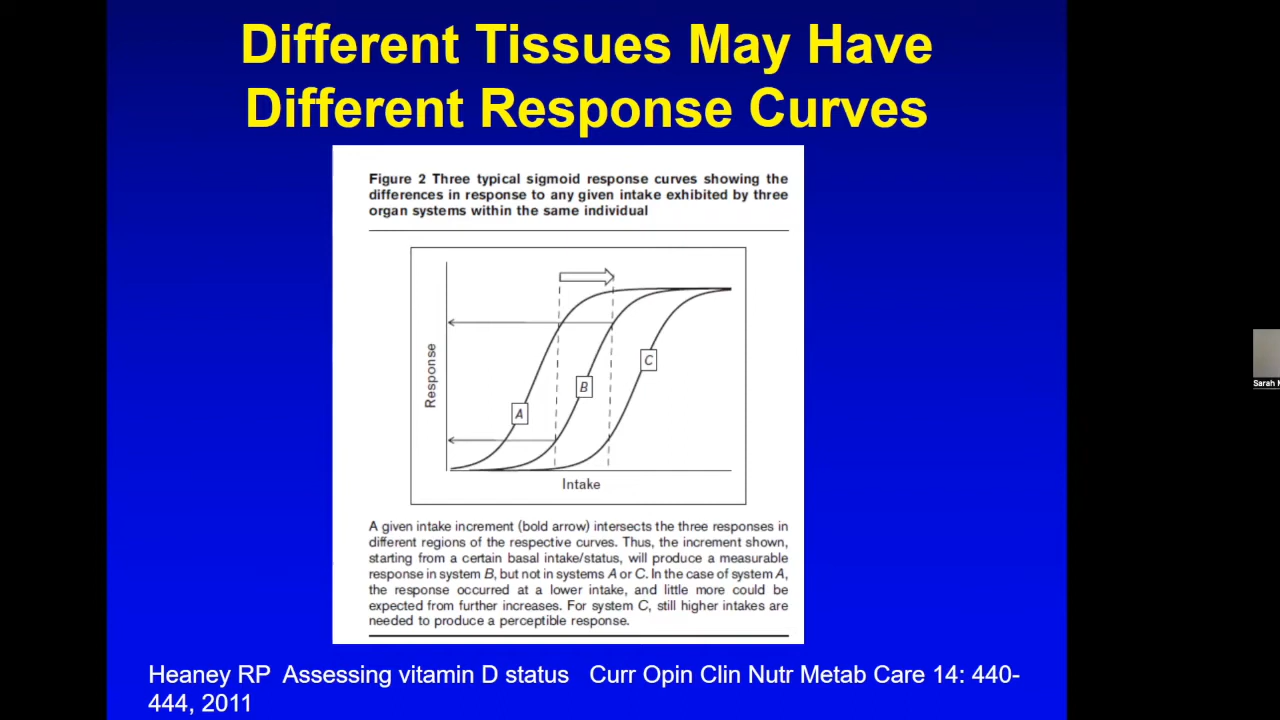 Different Tissues May Have
Different Response Curves
Figure 2 Three typical sigmoid response curves showing the
differences in response to any given intake exhibited by three
organ systems within the same individual
Response
A
B
C
Intake
A given intake increment (bold arrow) intersects the three responses in
different regions of the respective curves. Thus, the increment shown,
starting from a certain basal intake/status, will produce a measurable
response in system B, but not in systems A or C. In the case of system A,
the response occurred at a lower intake, and little more could be
expected from further increases. For system C, still higher intakes are
needed to produce a perceptible response.
Heaney RP Assessing vitamin D status Curr Opin Clin Nutr Metab Care 14: 440-
444, 2011
Sarah